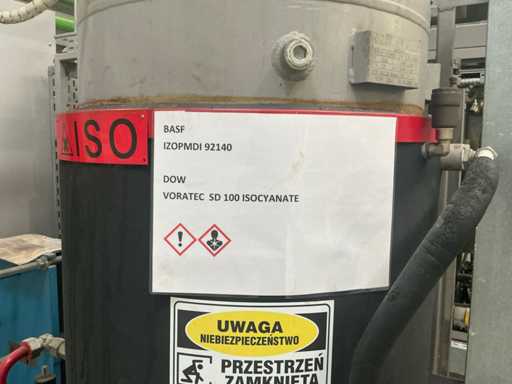 ISO
BASF
IZOPMDI 92140
DOW
VORATEC SD 100 ISOCYANATE
UWAGA
NIEBEZPIECZEŃSTWO
PRZESTRZEŃ
ZAMKNIĘTA